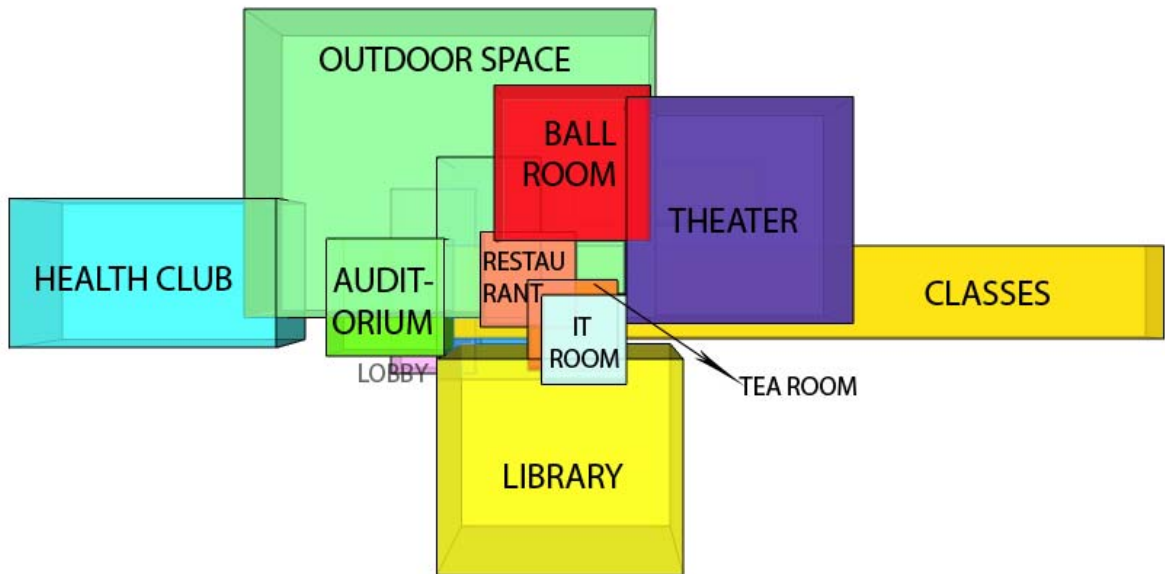 OUTDOOR SPACE
BALL
ROOM
THEATER
HEALTH CLUB
AUDIT-
ORIUM
RESTAU
RANT
CLASSES
IT
ROOM
LOBBY
TEA ROOM
LIBRARY